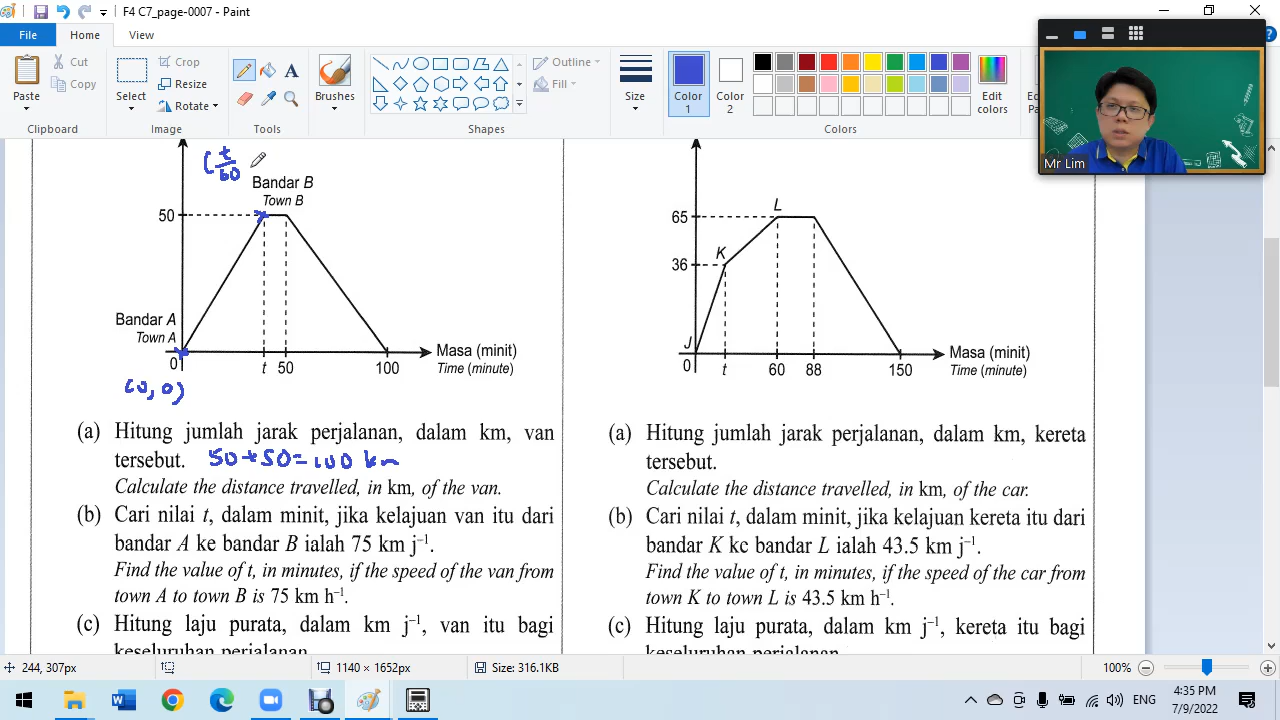 F4 C7_page-0007 - Paint
File
Home
View
Paste
Cut
Copy
Clipboard
Select
Crop
Resize
Rotate
Image
A
Tools
Brushes
Shapes
Outline
Fill
Size
Color 1
Color 2
Colors
Edit colors
Mr Lim
(t/60
Bandar B
Town B
50
Bandar A
Town A
0
t
50
100
Masa (minit)
Time (minute)
(0, 0)
L
65
K
36
J
0
t
60
88
150
Masa (minit)
Time (minute)
(a) Hitung jumlah jarak perjalanan, dalam km, van
tersebut. 50+50=100 km
Calculate the distance travelled, in km, of the van.
(b) Cari nilai t, dalam minit, jika kelajuan van itu dari
bandar A ke bandar B ialah 75 km j⁻¹.
Find the value of t, in minutes, if the speed of the van from
town A to town B is 75 km h⁻¹.
(c) Hitung laju purata, dalam km j⁻¹, van itu bagi
keseluruhan perjalanan.
(a) Hitung jumlah jarak perjalanan, dalam km, kereta
tersebut.
Calculate the distance travelled, in km, of the car.
(b) Cari nilai t, dalam minit, jika kelajuan kereta itu dari
bandar K ke bandar L ialah 43.5 km j⁻¹.
Find the value of t, in minutes, if the speed of the car from
town K to town L is 43.5 km h⁻¹.
(c) Hitung laju purata, dalam km j⁻¹, kereta itu bagi
keseluruhan perjalanan.
244, 307px
1140 × 1652px
Size: 316.1KB
100%
ENG
4:35 PM
7/9/2022